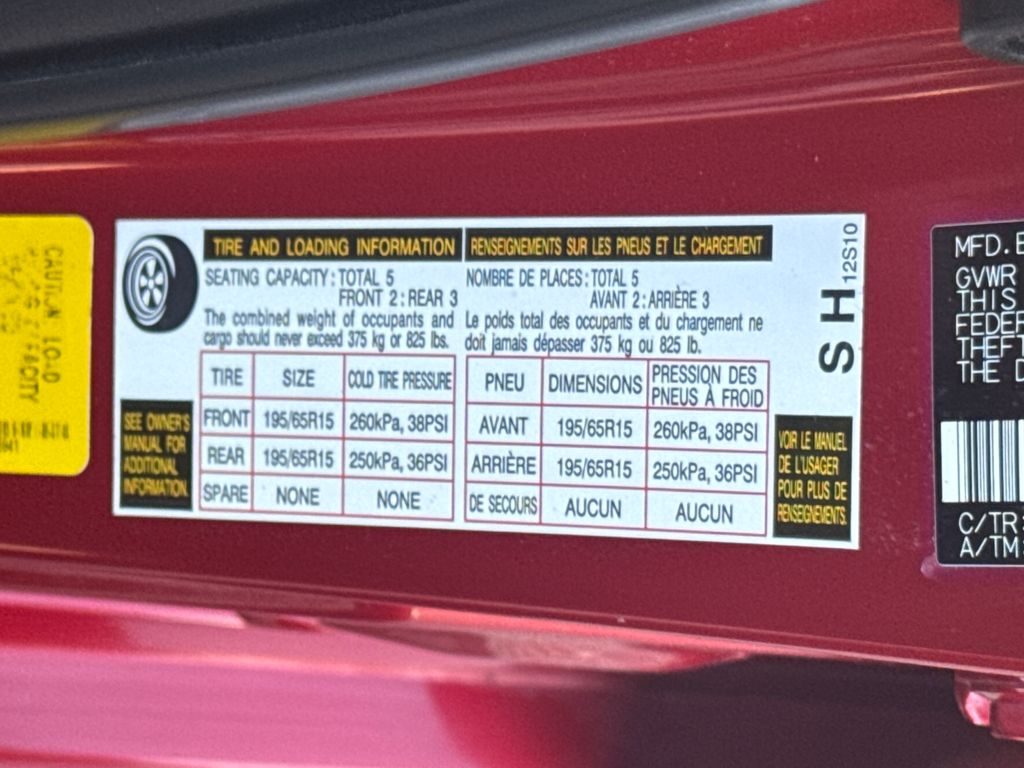 CAUTION
TIRE AND LOADING INFORMATION
SEATING CAPACITY: TOTAL 5
FRONT 2: REAR 3
The combined weight of occupants and
cargo should never exceed 375 kg or 825 lbs.
TIRE SIZE COLD TIRE PRESSURE
FRONT 195/65R15 260kPa, 38PSI
REAR 195/65R15 250kPa, 36PSI
SPARE NONE NONE
SEE OWNER'S
MANUAL FOR
ADDITIONAL
INFORMATION.
RENSEIGNEMENTS SUR LES PNEUS ET LE CHARGEMENT
NOMBRE DE PLACES: TOTAL 5
AVANT 2: ARRIÈRE 3
Le poids total des occupants et du chargement ne
doit jamais dépasser 375 kg ou 825 lb.
PNEU DIMENSIONS PRESSION DES
PNEUS À FROID
AVANT 195/65R15 260kPa, 38PSI
ARRIÈRE 195/65R15 250kPa, 36PSI
DE SECOURS AUCUN AUCUN
VOIR LE MANUEL
DE L'USAGER
POUR PLUS DE
RENSEIGNEMENTS.
S H 12S10
MFD.
GVWR
THIS
FEDER
THEFT
THE
C/TR:
A/TM: